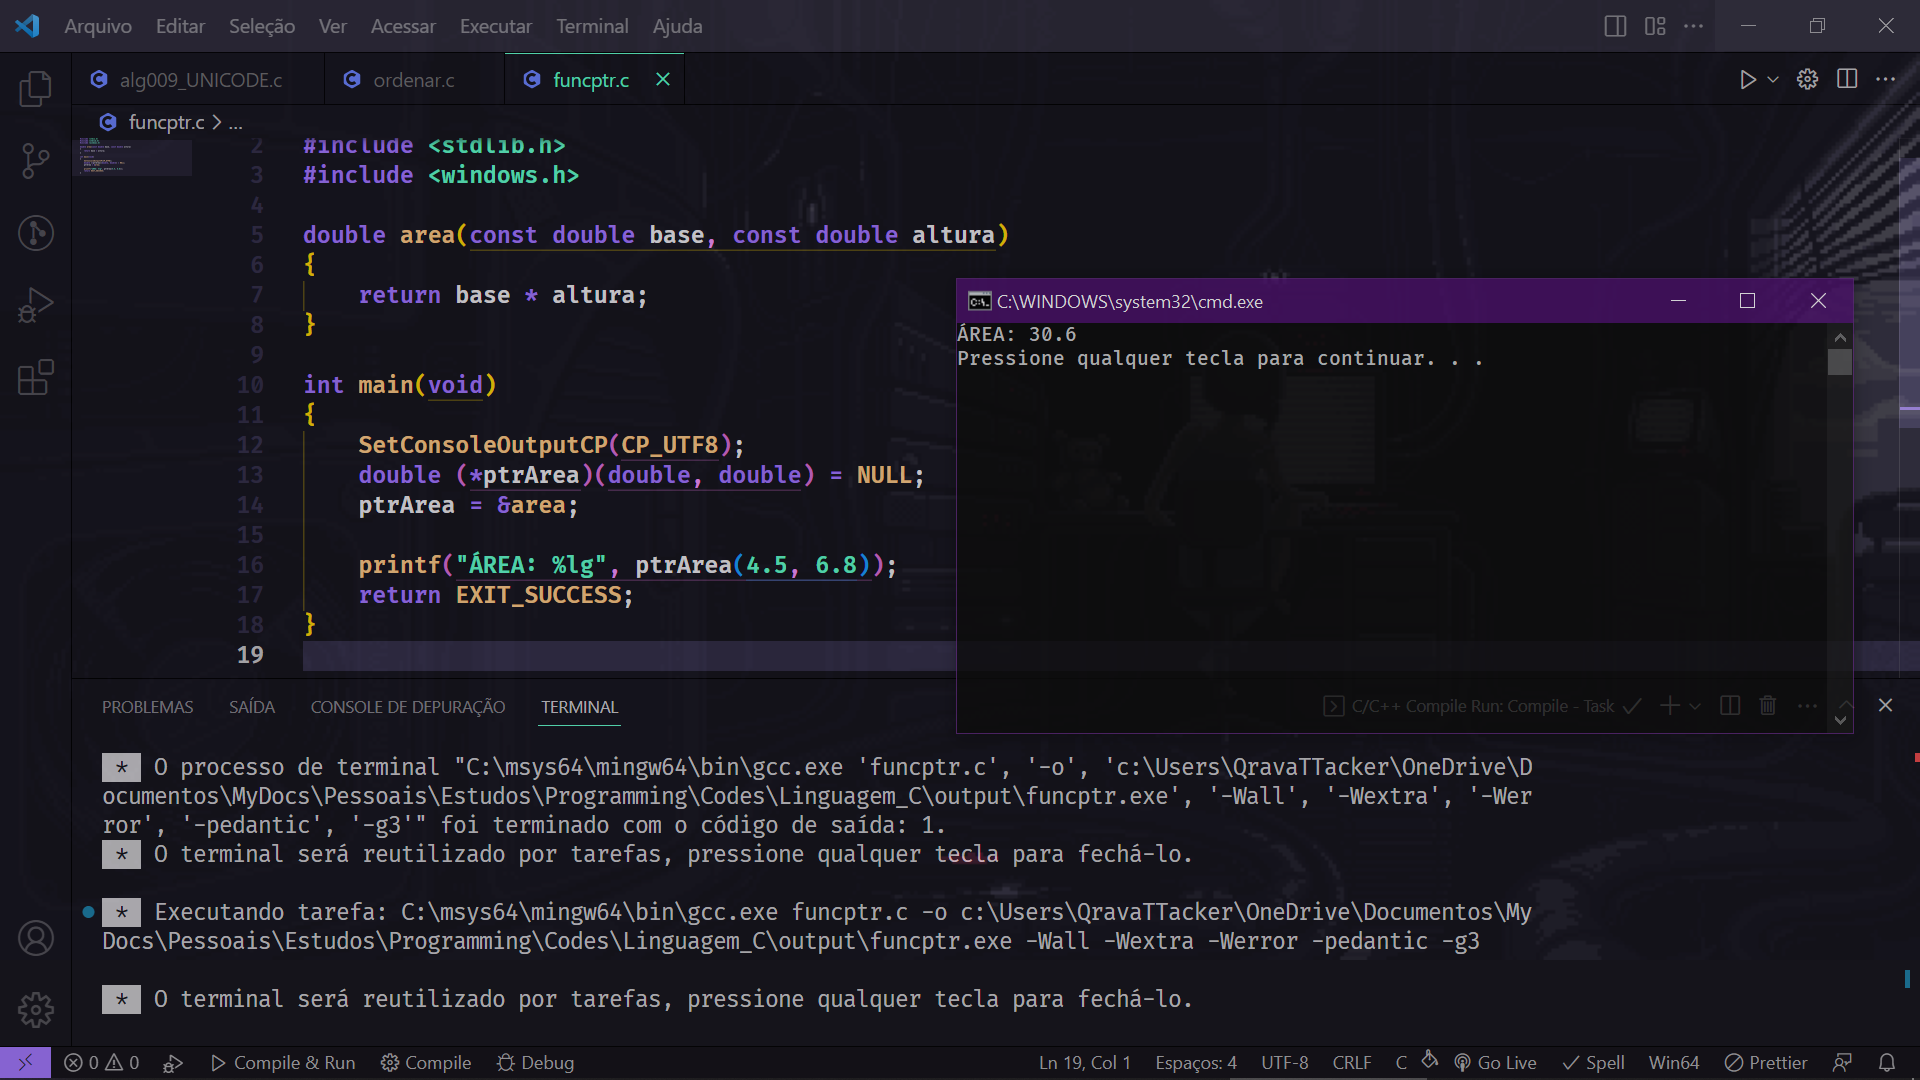 Arquivo Editar Seleção Ver Acessar Executar Terminal Ajuda
alg009_UNICODE.c ordenar.c funcptr.c
funcptr.c > ...
2 #include <stdlib.h>
3 #include <windows.h>
4
5 double area(const double base, const double altura)
6 {
7 return base * altura;
8 }
9
10 int main(void)
11 {
12 SetConsoleOutputCP(CP_UTF8);
13 double (*ptrArea)(double, double) = NULL;
14 ptrArea = &area;
15
16 printf("ÁREA: %lg", ptrArea(4.5, 6.8));
17 return EXIT_SUCCESS;
18 }
19
C:\WINDOWS\system32\cmd.exe
ÁREA: 30.6
Pressione qualquer tecla para continuar. . .
PROBLEMAS SAÍDA CONSOLE DE DEPURAÇÃO TERMINAL
C/C++ Compile Run: Compile - Task
* O processo de terminal "C:\msys64\mingw64\bin\gcc.exe 'funcptr.c', '-o', 'c:\Users\QravaTTacker\OneDrive\D
ocumentos\MyDocs\Pessoais\Estudos\Programming\Codes\Linguagem_C\output\funcptr.exe', '-Wall', '-Wextra', '-Wer
ror', '-pedantic', '-g3'" foi terminado com o código de saída: 1.
* O terminal será reutilizado por tarefas, pressione qualquer tecla para fechá-lo.
* Executando tarefa: C:\msys64\mingw64\bin\gcc.exe funcptr.c -o c:\Users\QravaTTacker\OneDrive\Documentos\My
Docs\Pessoais\Estudos\Programming\Codes\Linguagem_C\output\funcptr.exe -Wall -Wextra -Werror -pedantic -g3
* O terminal será reutilizado por tarefas, pressione qualquer tecla para fechá-lo.
0 0 Compile & Run Compile Debug Ln 19, Col 1 Espaços: 4 UTF-8 CRLF C Go Live Spell Win64 Prettier